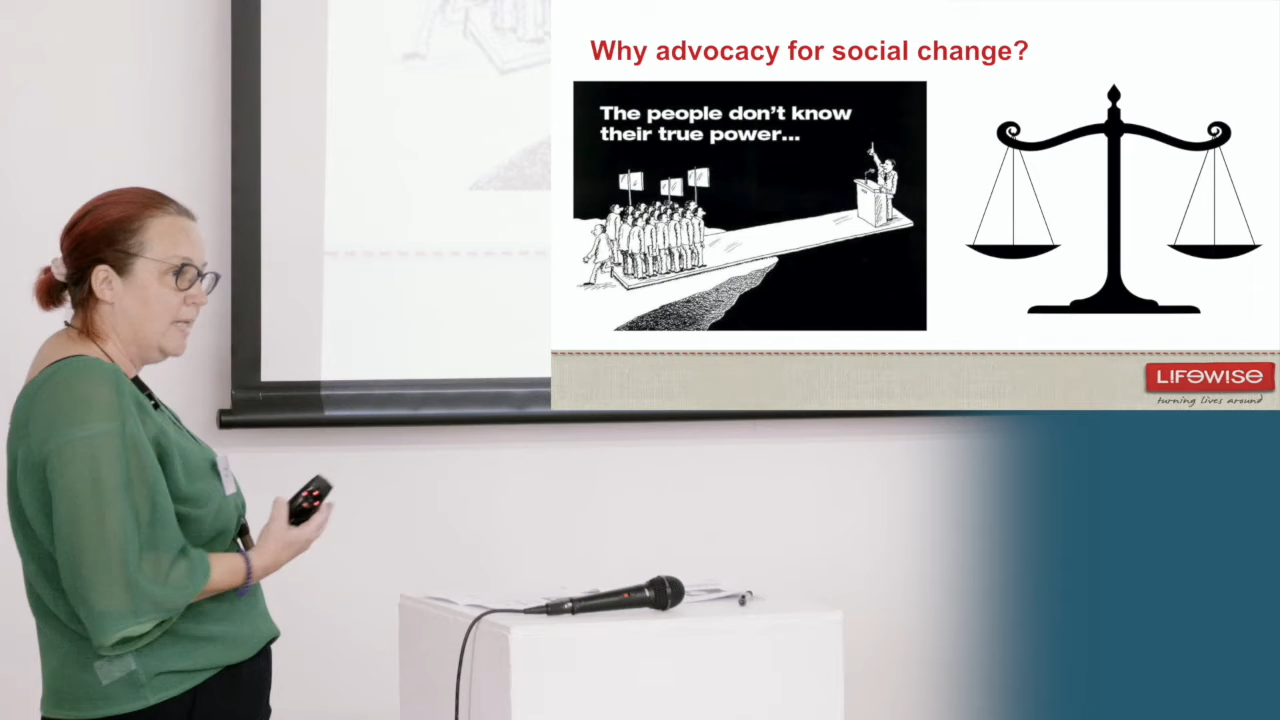 Why advocacy for social change?
The people don't know
their true power...
LIFEWISE
turning lives around